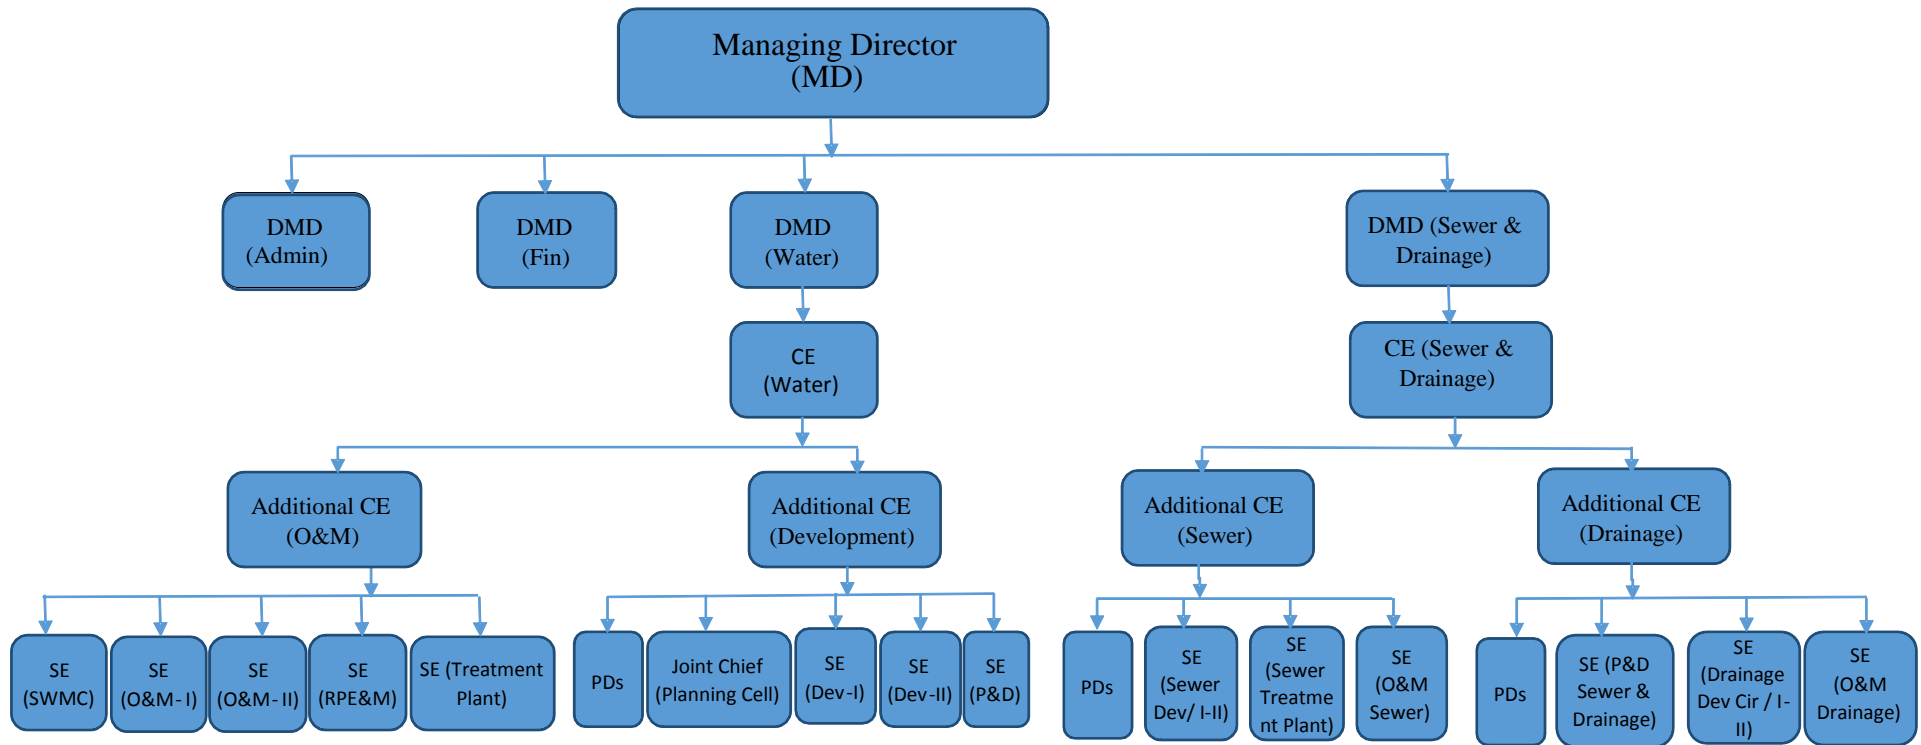 Managing Director
(MD)
DMD
(Admin)
DMD
(Fin)
DMD
(Water)
DMD (Sewer &
Drainage)
CE
(Water)
CE (Sewer &
Drainage)
Additional CE
(O&M)
Additional CE
(Development)
Additional CE
(Sewer)
Additional CE
(Drainage)
SE
(SWMC)
SE
(O&M- I)
SE
(O&M- II)
SE
(RPE&M)
SE (Treatment
Plant)
PDs
Joint Chief
(Planning Cell)
SE
(Dev-I)
SE
(Dev-II)
SE
(P&D)
PDs
SE
(Sewer
Dev/ I-II)
SE
(Sewer
Treatme
nt Plant)
SE
(O&M
Sewer)
PDs
SE (P&D
Sewer &
Drainage)
SE
(Drainage
Dev Cir / I-
II)
SE
(O&M
Drainage)